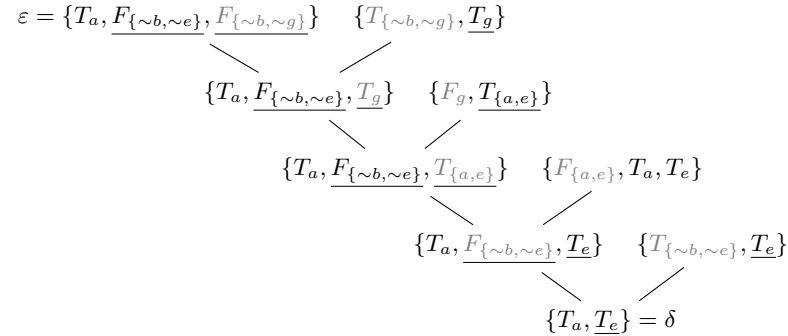 ε = {T_a, F_{∼b,∼e}, F_{∼b,∼g}} {T_{∼b,∼g}, T_g}
{T_a, F_{∼b,∼e}, T_g} {F_g, T_{a,e}}
{T_a, F_{∼b,∼e}, T_{a,e}} {F_{a,e}, T_a, T_e}
{T_a, F_{∼b,∼e}, T_e} {T_{∼b,∼e}, T_e}
{T_a, T_e} = δ